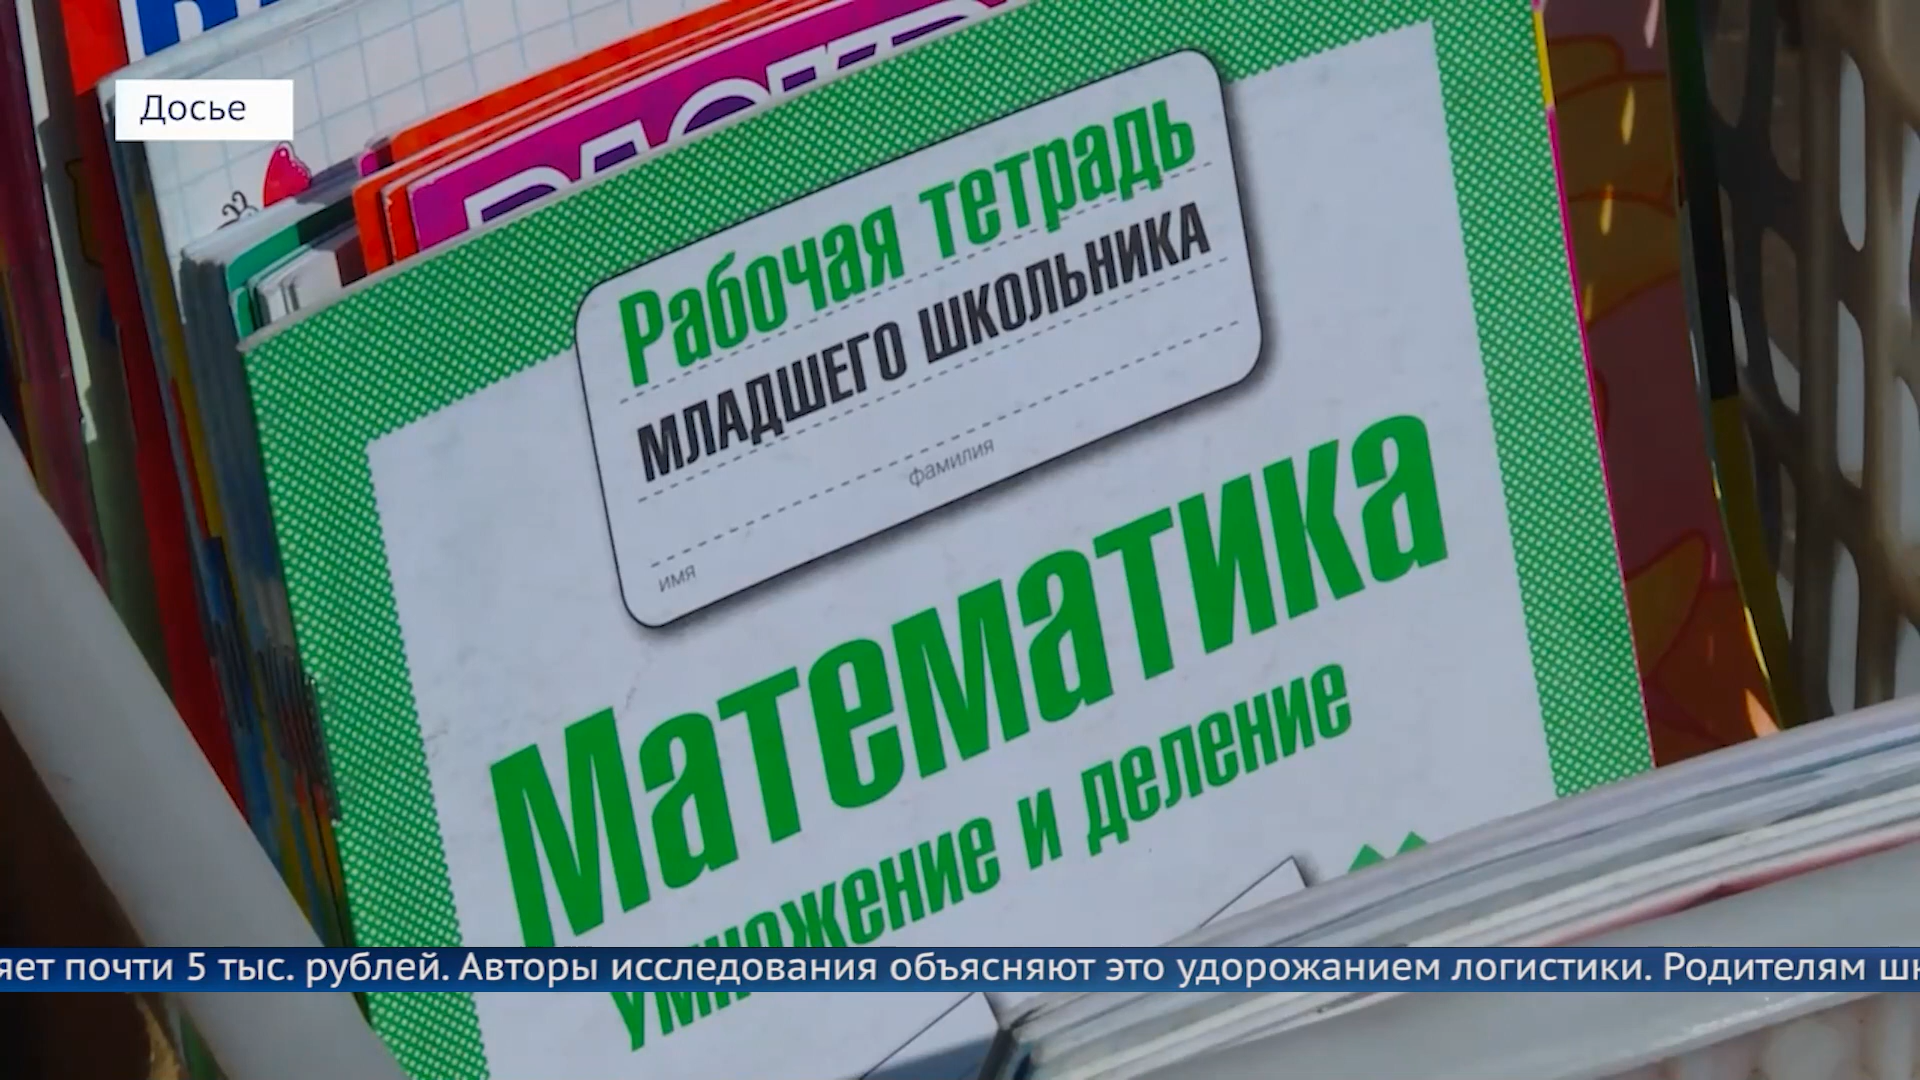 Досье
Рабочая тетрадь
МЛАДШЕГО ШКОЛЬНИКА
фамилия
имя
Математика
умножение и деление
яет почти 5 тыс. рублей. Авторы исследования объясняют это удорожанием логистики. Родителям шк